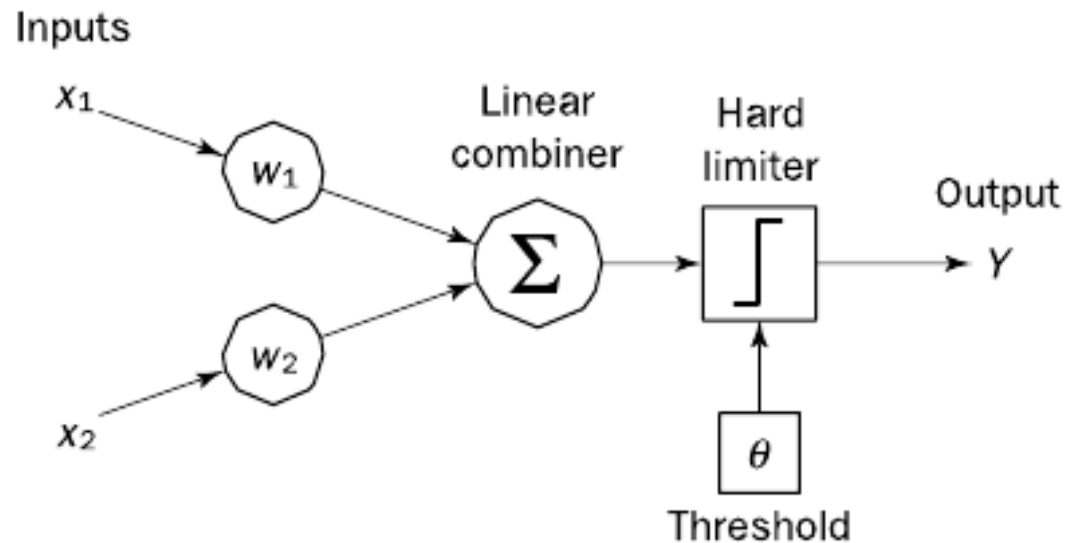 Inputs
x1
w1
Linear
combiner
Hard
limiter
Output
Σ
Y
w2
x2
θ
Threshold